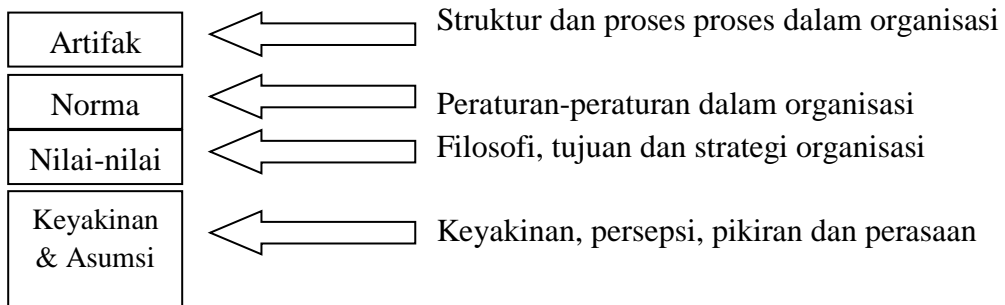 Artifak
Struktur dan proses proses dalam organisasi
Norma
Peraturan-peraturan dalam organisasi
Nilai-nilai
Filosofi, tujuan dan strategi organisasi
Keyakinan
& Asumsi
Keyakinan, persepsi, pikiran dan perasaan